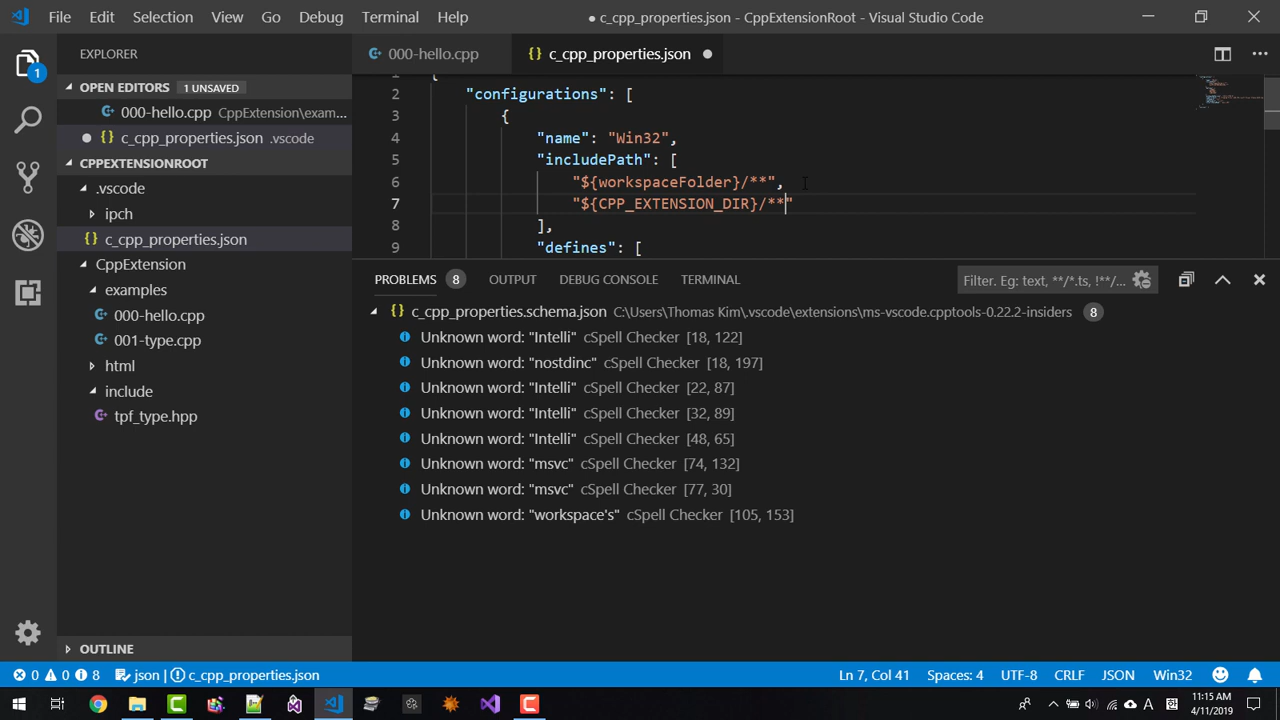 File Edit Selection View Go Debug Terminal Help ● c_cpp_properties.json - CppExtensionRoot - Visual Studio Code
EXPLORER
1
OPEN EDITORS 1 UNSAVED
000-hello.cpp CppExtension\exam...
● {} c_cpp_properties.json .vscode
CPPEXTENSIONROOT
.vscode
ipch
{} c_cpp_properties.json
CppExtension
examples
000-hello.cpp
001-type.cpp
html
include
tpf_type.hpp
OUTLINE
000-hello.cpp {} c_cpp_properties.json ●
1 {
2 "configurations": [
3 {
4 "name": "Win32",
5 "includePath": [
6 "${workspaceFolder}/**",
7 "${CPP_EXTENSION_DIR}/**"
8 ],
9 "defines": [
PROBLEMS 8 OUTPUT DEBUG CONSOLE TERMINAL Filter. Eg: text, **/*.ts, !**/...
{} c_cpp_properties.schema.json C:\Users\Thomas Kim\.vscode\extensions\ms-vscode.cpptools-0.22.2-insiders 8
Unknown word: "Intelli" cSpell Checker [18, 122]
Unknown word: "nostdinc" cSpell Checker [18, 197]
Unknown word: "Intelli" cSpell Checker [22, 87]
Unknown word: "Intelli" cSpell Checker [32, 89]
Unknown word: "Intelli" cSpell Checker [48, 65]
Unknown word: "msvc" cSpell Checker [74, 132]
Unknown word: "msvc" cSpell Checker [77, 30]
Unknown word: "workspace's" cSpell Checker [105, 153]
0 0 8 json | c_cpp_properties.json Ln 7, Col 41 Spaces: 4 UTF-8 CRLF JSON Win32
A 11:15 AM
4/11/2019 3